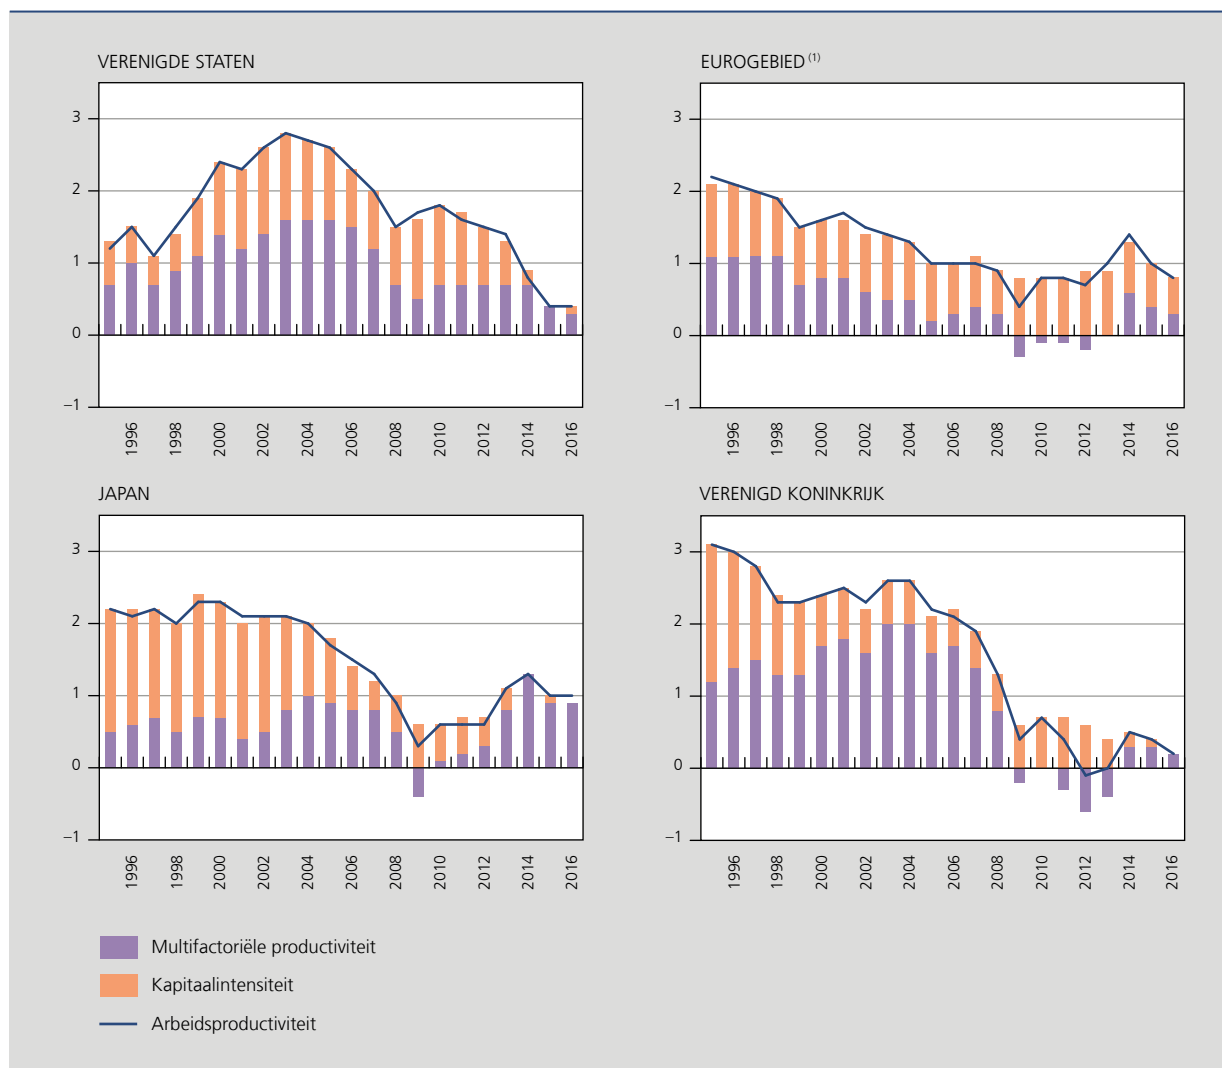 VERENIGDE STATEN
3
2
1
0
–1
1996 1998 2000 2002 2004 2006 2008 2010 2012 2014 2016
EUROGEBIED (1)
3
2
1
0
–1
1996 1998 2000 2002 2004 2006 2008 2010 2012 2014 2016
JAPAN
3
2
1
0
–1
1996 1998 2000 2002 2004 2006 2008 2010 2012 2014 2016
VERENIGD KONINKRIJK
3
2
1
0
–1
1996 1998 2000 2002 2004 2006 2008 2010 2012 2014 2016
Multifactoriële productiviteit
Kapitaalintensiteit
Arbeidsproductiviteit